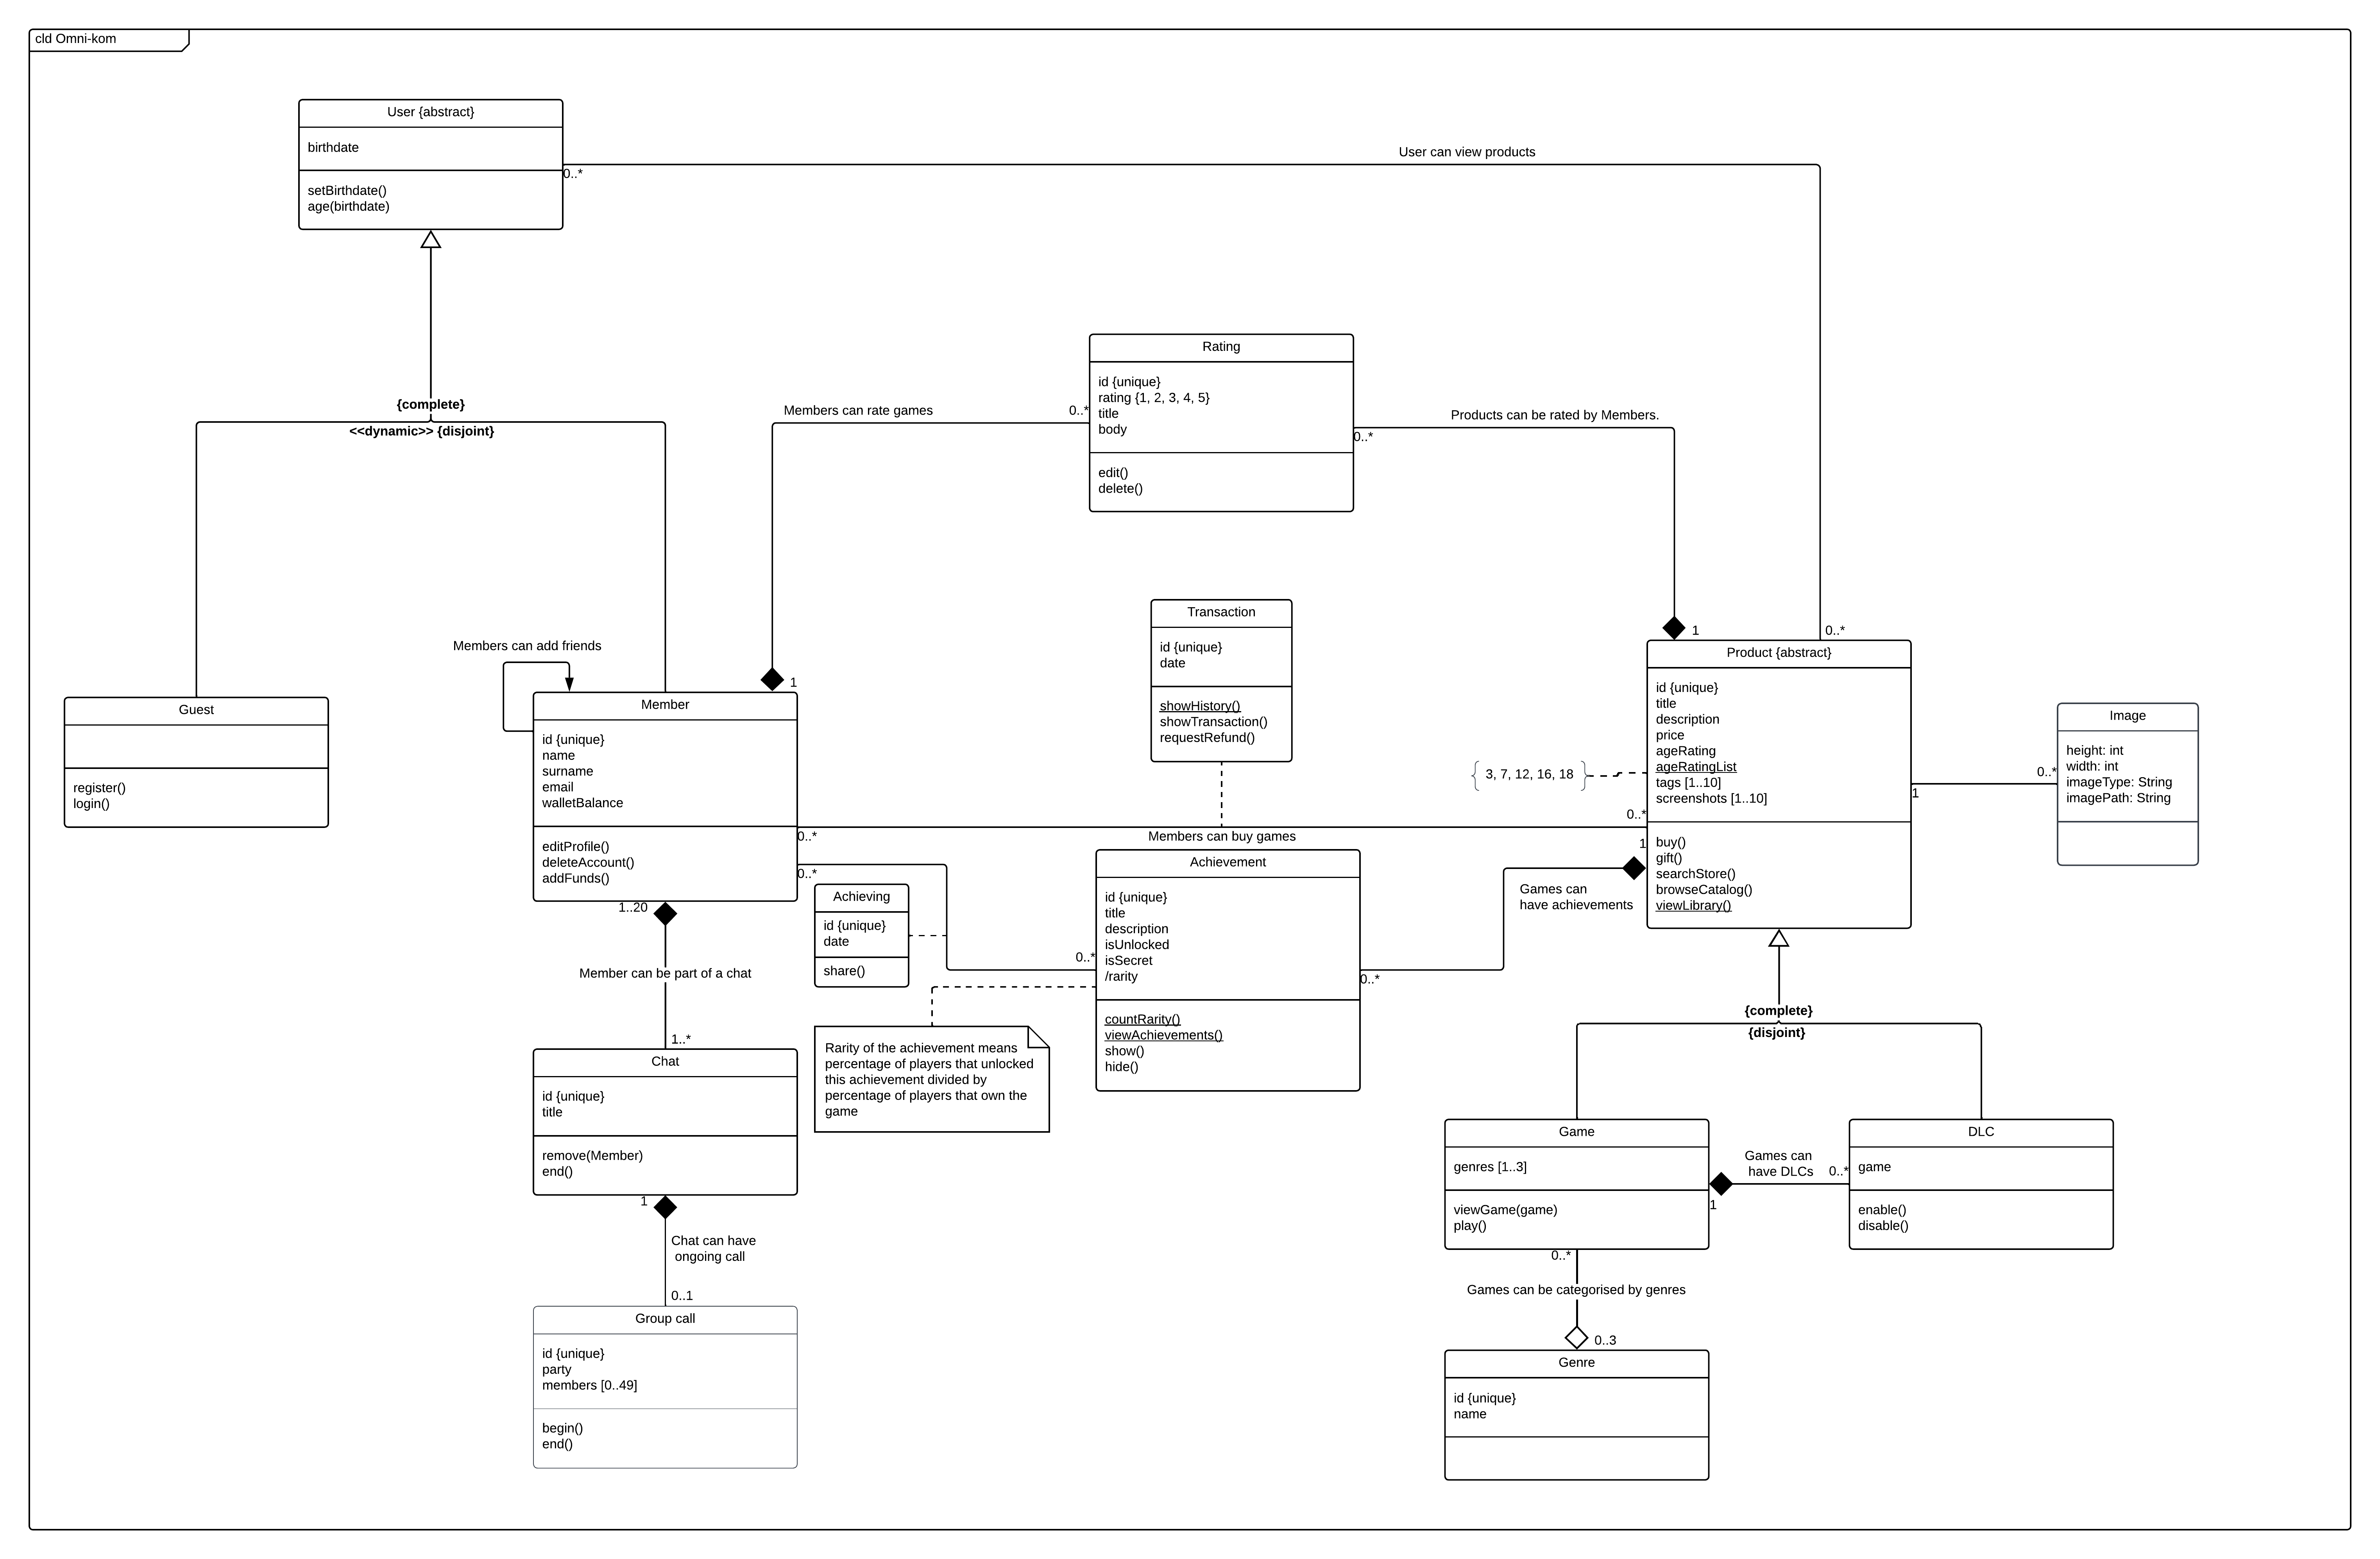 cld Omni-kom
User {abstract}
birthdate
setBirthdate()
age(birthdate)
0..*
User can view products
0..*
{complete}
<<dynamic>> {disjoint}
Guest
register()
login()
Members can add friends
Member
id {unique}
name
surname
email
walletBalance
editProfile()
deleteAccount()
addFunds()
Members can rate games
0..*
1
Rating
id {unique}
rating {1, 2, 3, 4, 5}
title
body
edit()
delete()
Products can be rated by Members.
0..*
1
Transaction
id {unique}
date
showHistory()
showTransaction()
requestRefund()
Members can buy games
0..*
0..*
Product {abstract}
id {unique}
title
description
price
ageRating
ageRatingList
tags [1..10]
screenshots [1..10]
buy()
gift()
searchStore()
browseCatalog()
viewLibrary()
3, 7, 12, 16, 18
1
0..*
Image
height: int
width: int
imageType: String
imagePath: String
0..*
0..*
Achieving
id {unique}
date
share()
Achievement
id {unique}
title
description
isUnlocked
isSecret
/rarity
countRarity()
viewAchievements()
show()
hide()
1
Games can
have achievements
0..*
Rarity of the achievement means
percentage of players that unlocked
this achievement divided by
percentage of players that own the
game
1..20
Member can be part of a chat
1..*
Chat
id {unique}
title
remove(Member)
end()
1
Chat can have
ongoing call
0..1
Group call
id {unique}
party
members [0..49]
begin()
end()
{complete}
{disjoint}
Game
genres [1..3]
viewGame(game)
play()
Games can
have DLCs
0..*
1
DLC
game
enable()
disable()
0..*
Games can be categorised by genres
0..3
Genre
id {unique}
name